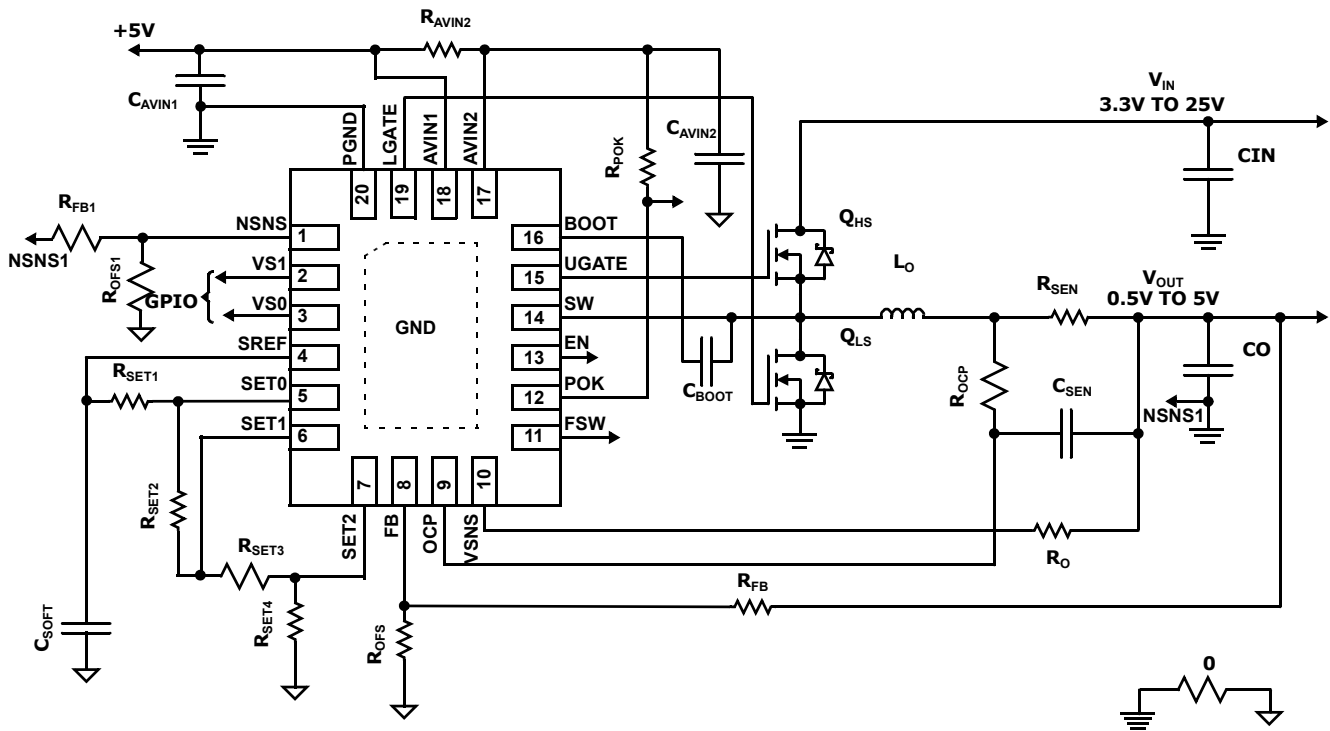 +5V
RAVIN2
CAVIN1
PGND
LGATE
AVIN1
AVIN2
CAVIN2
RPOK
VIN
3.3V TO 25V
CIN
20
19
18
17
RFB1
NSNS1
ROFS1
NSNS
1
VS1
2
GPIO
VS0
3
SREF
4
RSET1
SET0
5
SET1
6
GND
16
BOOT
15
UGATE
14
SW
13
EN
12
POK
11
FSW
QHS
QLS
CBOOT
LO
RSEN
VOUT
0.5V TO 5V
CO
NSNS1
ROCP
CSEN
7
8
9
10
SET2
FB
OCP
VSNS
RSET2
RSET3
RSET4
CSOFT
ROFS
RO
RFB
0